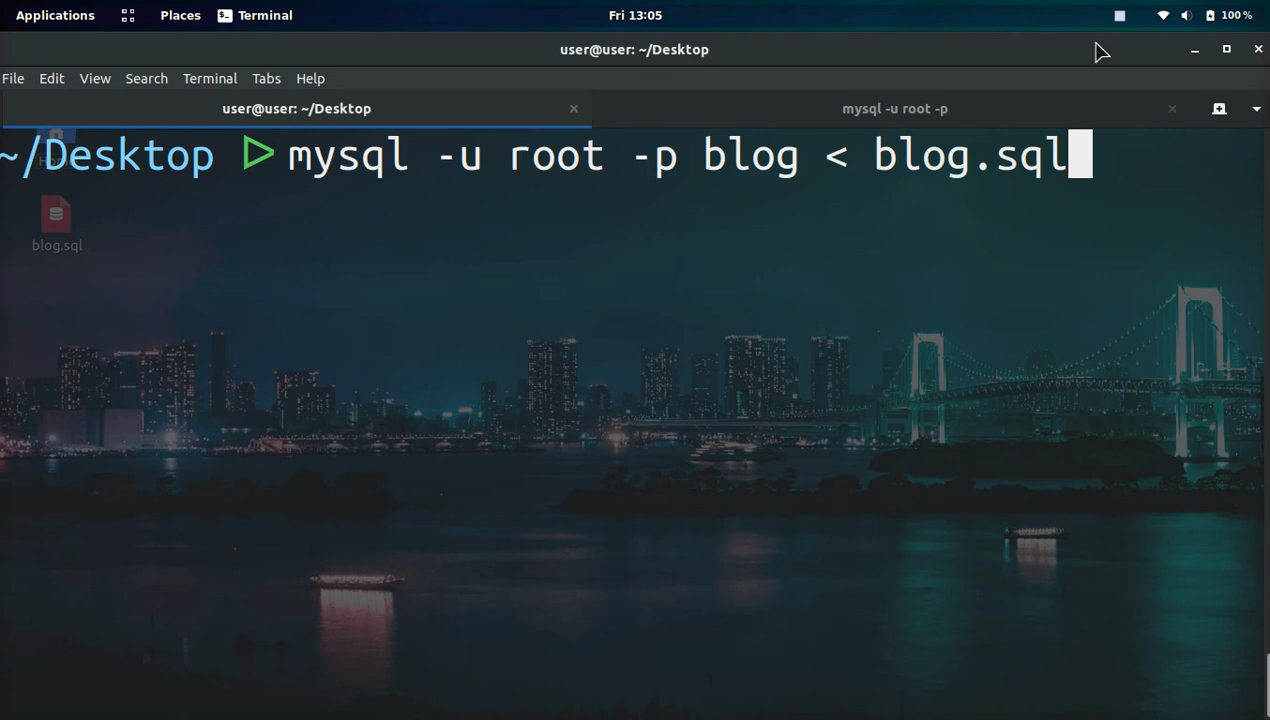 Applications Places Terminal Fri 13:05 100 %
user@user: ~/Desktop
File Edit View Search Terminal Tabs Help
user@user: ~/Desktop mysql -u root -p
~/Desktop mysql -u root -p blog < blog.sql
blog.sql